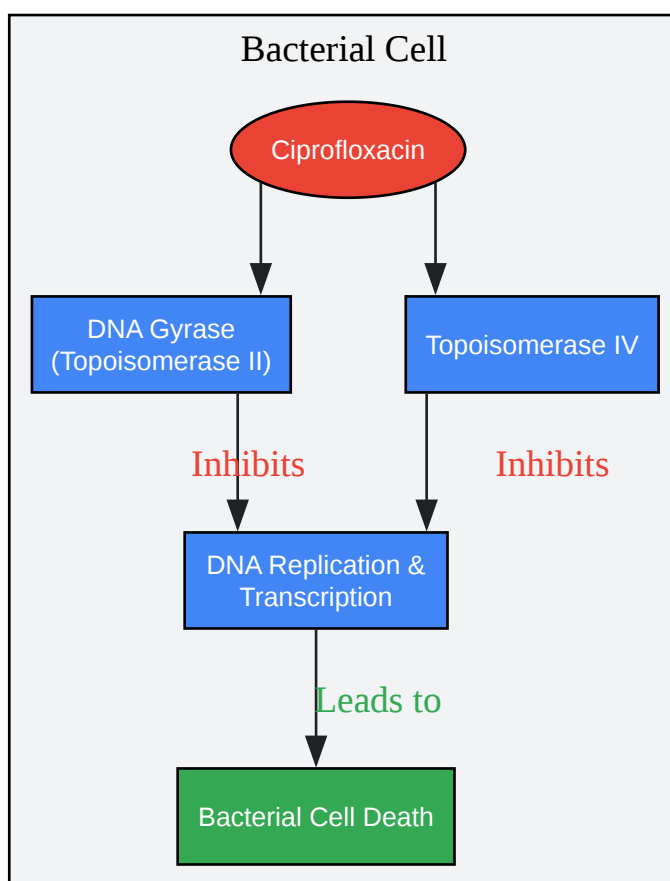 Bacterial Cell
Ciprofloxacin
DNA Gyrase
(Topoisomerase II)
Topoisomerase IV
Inhibits
Inhibits
DNA Replication &
Transcription
Leads to
Bacterial Cell Death